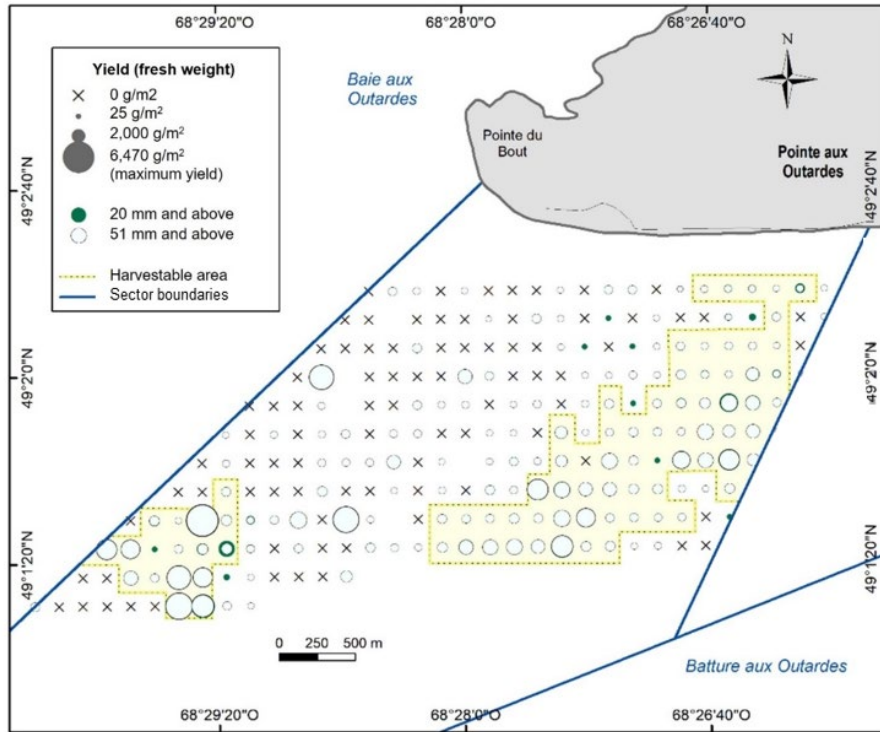 68°29'20"O
68°28'0"O
68°26'40"O
Yield (fresh weight)
0 g/m2
25 g/m²
2,000 g/m²
6,470 g/m²
(maximum yield)
20 mm and above
51 mm and above
Harvestable area
Sector boundaries
Baie aux
Outardes
N
Pointe du
Bout
Pointe aux
Outardes
49°2'40"N
49°2'40"N
49°2'0"N
49°2'0"N
49°1'20"N
49°1'20"N
0 250 500 m
Batture aux Outardes
68°29'20"O
68°28'0"O
68°26'40"O